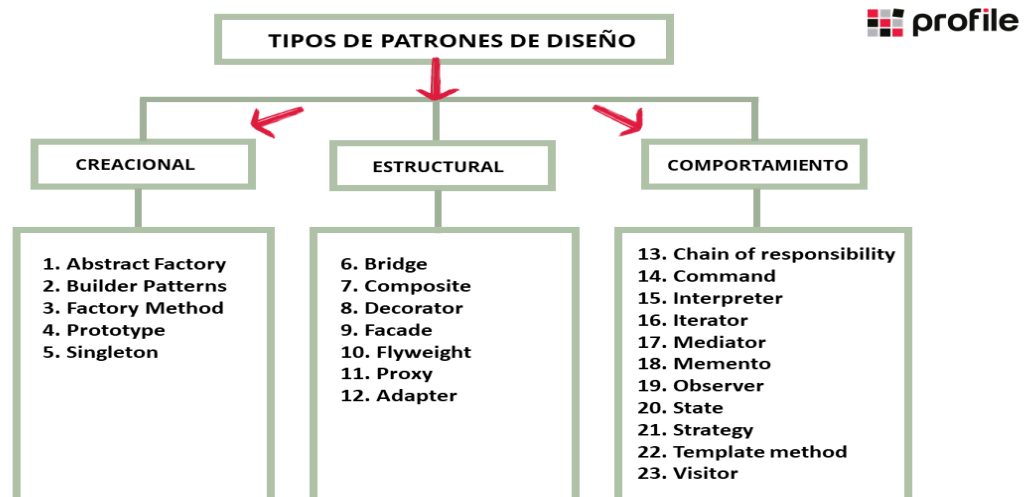 profile
TIPOS DE PATRONES DE DISEÑO
CREACIONAL
ESTRUCTURAL
COMPORTAMIENTO
1. Abstract Factory
2. Builder Patterns
3. Factory Method
4. Prototype
5. Singleton
6. Bridge
7. Composite
8. Decorator
9. Facade
10. Flyweight
11. Proxy
12. Adapter
13. Chain of responsibility
14. Command
15. Interpreter
16. Iterator
17. Mediator
18. Memento
19. Observer
20. State
21. Strategy
22. Template method
23. Visitor